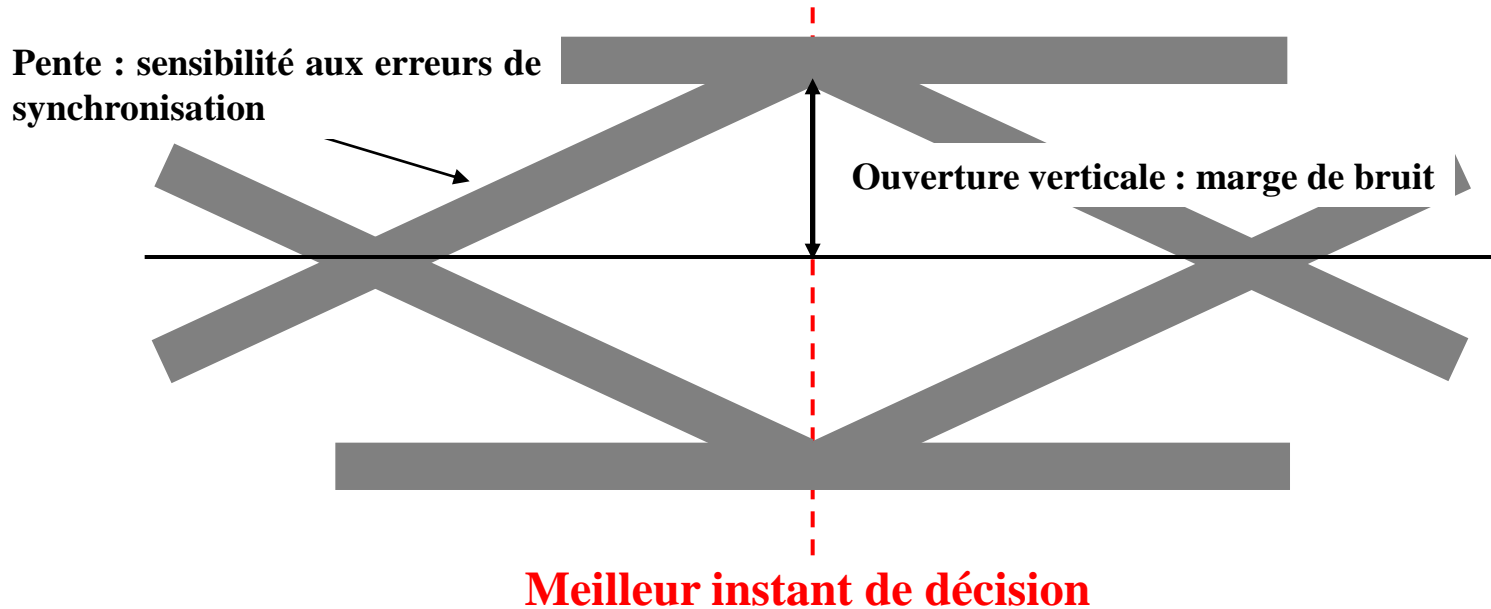 Pente : sensibilité aux erreurs de
synchronisation
Ouverture verticale : marge de bruit
Meilleur instant de décision